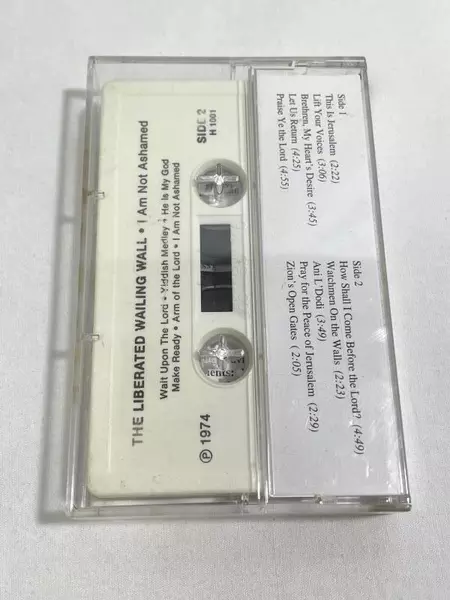 Side 1
This Is Jerusalem (2:22)
Lift Your Voices (3:06)
Brethren, My Heart's Desire (3:45)
Let Us Return (4:25)
Praise Ye the Lord (4:55)
Side 2
How Shall I Come Before the Lord? (4:49)
Watchmen On the Walls (2:23)
Ani L'Dodi (3:49)
Pray for the Peace of Jerusalem (2:29)
Zion's Open Gates ( 2:05)
SIDE 2
H 1001
THE LIBERATED WAILING WALL • I Am Not Ashamed
Wait Upon The Lord • Yiddish Medley • He Is My God
Make Ready • Arm of the Lord • I Am Not Ashamed
℗ 1974